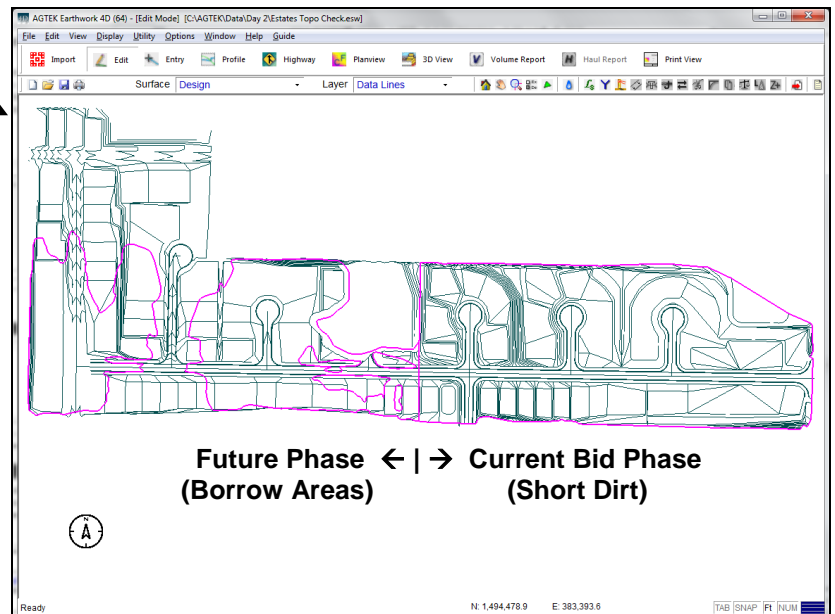 AGTEK Earthwork 4D (64) - [Edit Mode] [C:\AGTEK\Data\Day 2\Estates Topo Check.esw]
File Edit View Display Utility Options Window Help Guide
Import Edit Entry Profile Highway Planview 3D View Volume Report Haul Report Print View
Surface Design Layer Data Lines
Future Phase ← | → Current Bid Phase
(Borrow Areas) (Short Dirt)
N
Ready N: 1,494,478.9 E: 383,393.6 TAB SNAP Ft NUM